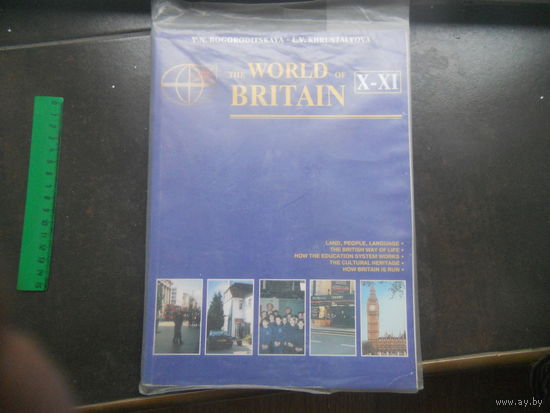 T.N. BOGORODITSKAYA · L.V. KHRUSTALYOVA
THE WORLD OF
BRITAIN
X-XI
LAND, PEOPLE, LANGUAGE •
THE BRITISH WAY OF LIFE •
HOW THE EDUCATION SYSTEM WORKS •
THE CULTURAL HERITAGE •
HOW BRITAIN IS RUN •
www.ay.by